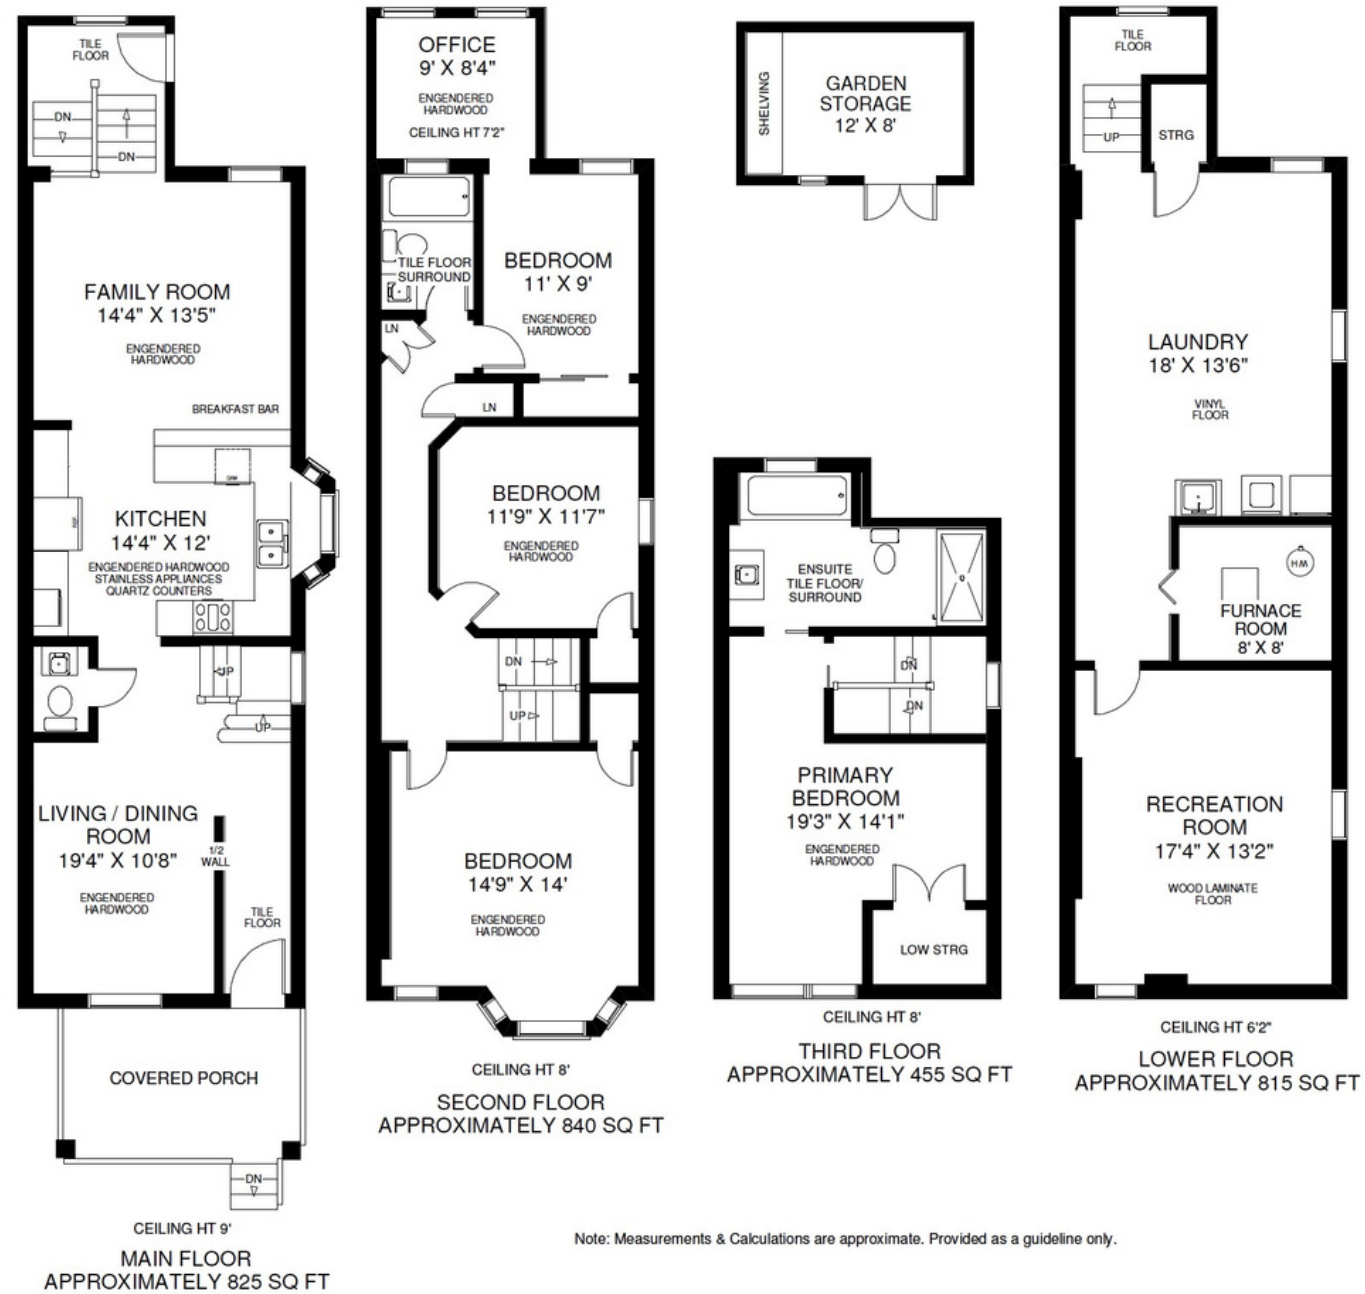 TILE
FLOOR
DN
DN
FAMILY ROOM
14'4" X 13'5"
ENGENDERED
HARDWOOD
BREAKFAST BAR
D/W
REF
KITCHEN
14'4" X 12'
ENGENDERED HARDWOOD
STAINLESS APPLIANCES
QUARTZ COUNTERS
UP
UP
LIVING / DINING
ROOM
19'4" X 10'8"
ENGENDERED
HARDWOOD
1/2
WALL
TILE
FLOOR
COVERED PORCH
DN
CEILING HT 9'
MAIN FLOOR
APPROXIMATELY 825 SQ FT
OFFICE
9' X 8'4"
ENGENDERED
HARDWOOD
CEILING HT 7'2"
TILE FLOOR
SURROUND
BEDROOM
11' X 9'
ENGENDERED
HARDWOOD
LN
LN
BEDROOM
11'9" X 11'7"
ENGENDERED
HARDWOOD
DN
UP
BEDROOM
14'9" X 14'
ENGENDERED
HARDWOOD
CEILING HT 8'
SECOND FLOOR
APPROXIMATELY 840 SQ FT
SHELVING
GARDEN
STORAGE
12' X 8'
ENSUITE
TILE FLOOR/
SURROUND
DN
DN
PRIMARY
BEDROOM
19'3" X 14'1"
ENGENDERED
HARDWOOD
LOW STRG
CEILING HT 8'
THIRD FLOOR
APPROXIMATELY 455 SQ FT
TILE
FLOOR
UP
STRG
LAUNDRY
18' X 13'6"
VINYL
FLOOR
WH
FURNACE
ROOM
8' X 8'
RECREATION
ROOM
17'4" X 13'2"
WOOD LAMINATE
FLOOR
CEILING HT 6'2"
LOWER FLOOR
APPROXIMATELY 815 SQ FT
Note: Measurements & Calculations are approximate. Provided as a guideline only.